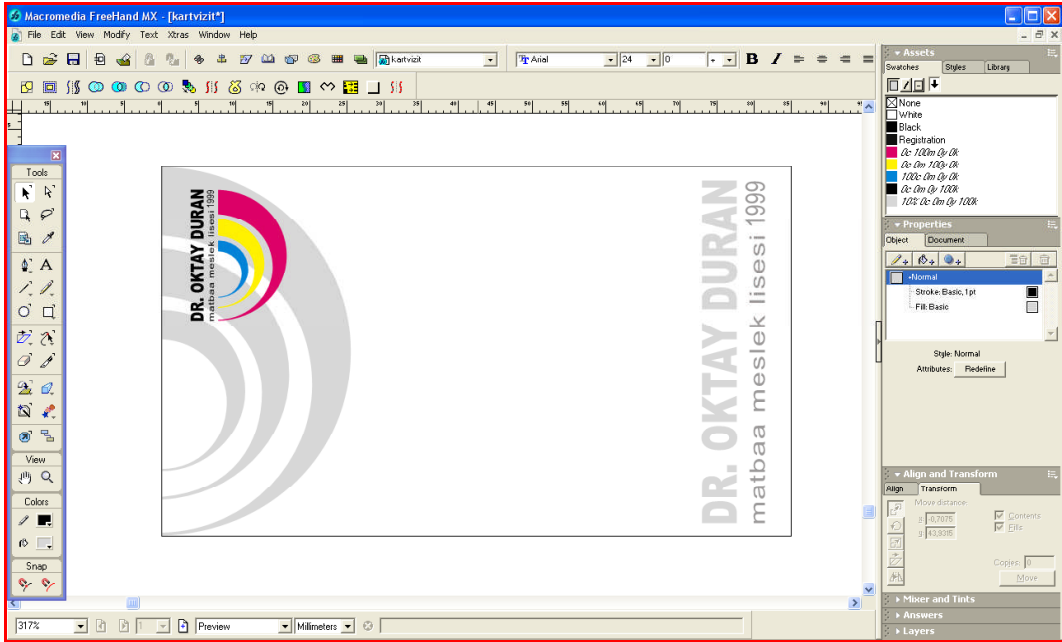 Macromedia FreeHand MX - [kartvizit*]
File Edit View Modify Text Xtras Window Help
kartvizit
Arial
24
0
B I
Tools
View
Colors
Snap
DR. OKTAY DURAN
matbaa meslek lisesi 1999
DR. OKTAY DURAN
matbaa meslek lisesi 1999
Assets
Swatches Styles Library
None
White
Black
Registration
0c 100m 0y 0k
0c 0m 100y 0k
100c 0m 0y 0k
0c 0m 0y 100k
10% 0c 0m 0y 100k
Properties
Object Document
Normal
Stroke: Basic, 1pt
Fill: Basic
Style: Normal
Attributes: Redefine
Align and Transform
Align Transform
Move distance:
-0,7075
43,9315
Contents
Fills
Copies: 0
Move
Mixer and Tints
Answers
Layers
317% 1 Preview Millimeters